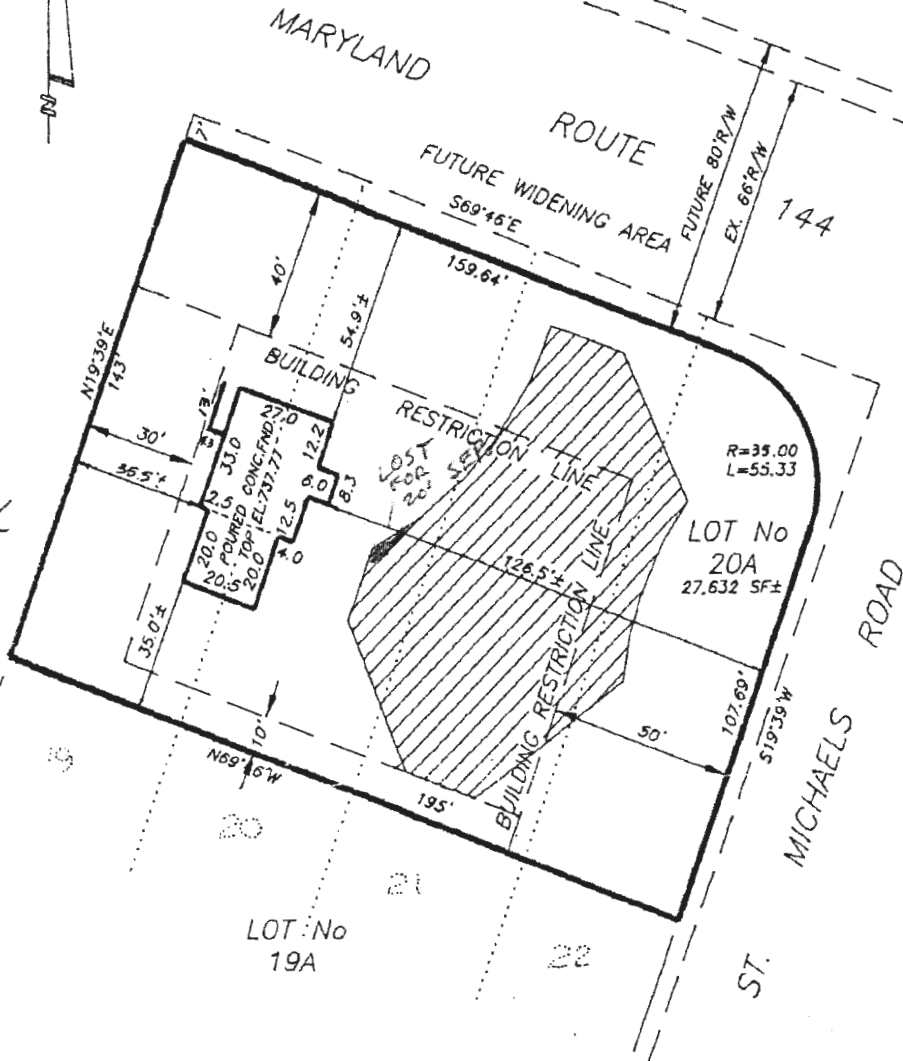 N
MARYLAND
ROUTE
144
FUTURE 80'R/W
EX. 66'R/W
FUTURE WIDENING AREA
S69°46'E
159.64'
7'
40'
54.9'±
N19°39'E
143'
BUILDING
RESTRICTION
LINE
13'
27.0
12.2
33.0
6.0
8.3
30'
36.5'±
2.5
POURED CONC.FND.
TOP EL:737.77
12.5
4.0
20.0
20.0
20.5
35.0'±
LOST
FOR
20'
R=35.00
L=55.33
LOT No
20A
27,632 SF±
126.5'±
BUILDING RESTRICTION LINE
50'
107.69'
S19°39'W
ST. MICHAELS ROAD
10'
195'
19
20
21
22
LOT No
19A